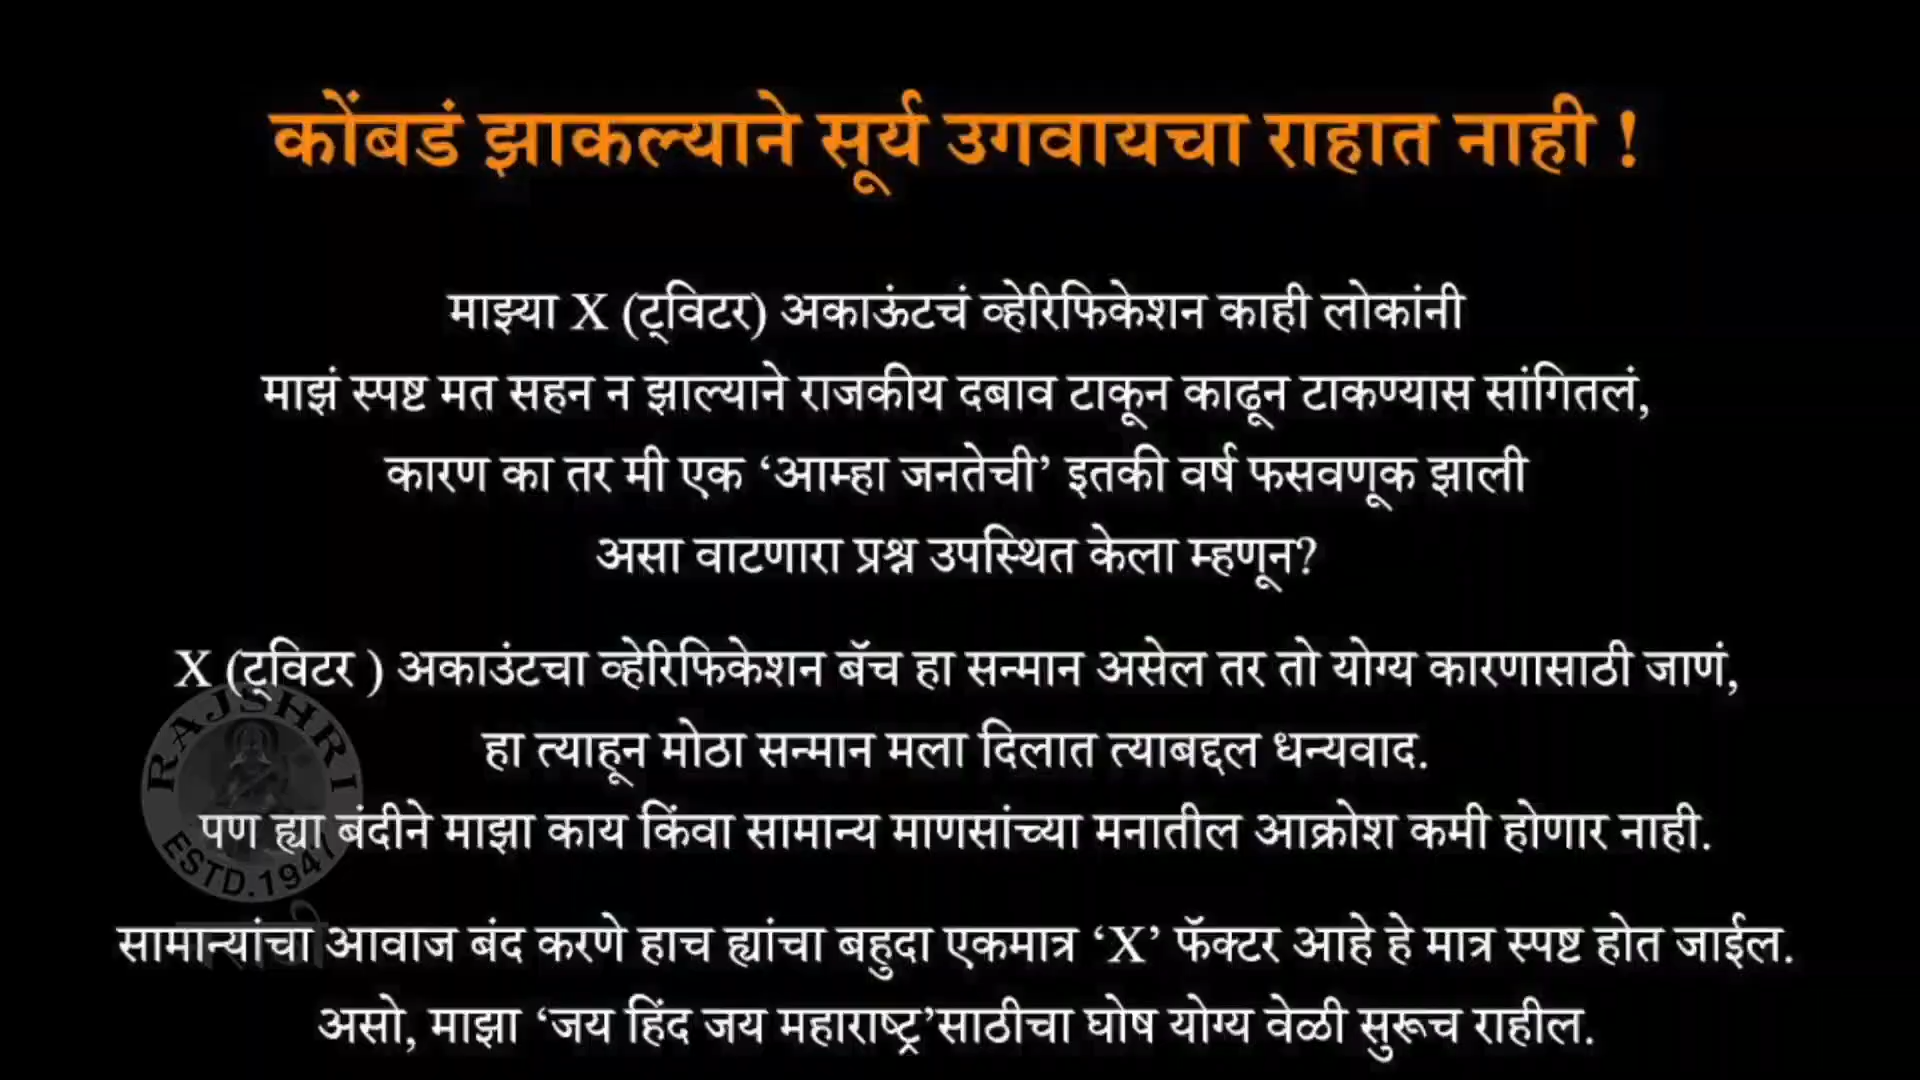 कोंबडं झाकल्याने सूर्य उगवायचा राहात नाही !
माझ्या X (ट्विटर) अकाऊंटचं व्हेरिफिकेशन काही लोकांनी
माझं स्पष्ट मत सहन न झाल्याने राजकीय दबाव टाकून काढून टाकण्यास सांगितलं,
कारण का तर मी एक ‘आम्हा जनतेची’ इतकी वर्ष फसवणूक झाली
असा वाटणारा प्रश्न उपस्थित केला म्हणून?
X (ट्विटर ) अकाउंटचा व्हेरिफिकेशन बॅच हा सन्मान असेल तर तो योग्य कारणासाठी जाणं,
हा त्याहून मोठा सन्मान मला दिलात त्याबद्दल धन्यवाद.
पण ह्या बंदीने माझा काय किंवा सामान्य माणसांच्या मनातील आक्रोश कमी होणार नाही.
सामान्यांचा आवाज बंद करणे हाच ह्यांचा बहुदा एकमात्र ‘X’ फॅक्टर आहे हे मात्र स्पष्ट होत जाईल.
असो, माझा ‘जय हिंद जय महाराष्ट्र’साठीचा घोष योग्य वेळी सुरूच राहील.
RAJSHRI
ESTD.1947